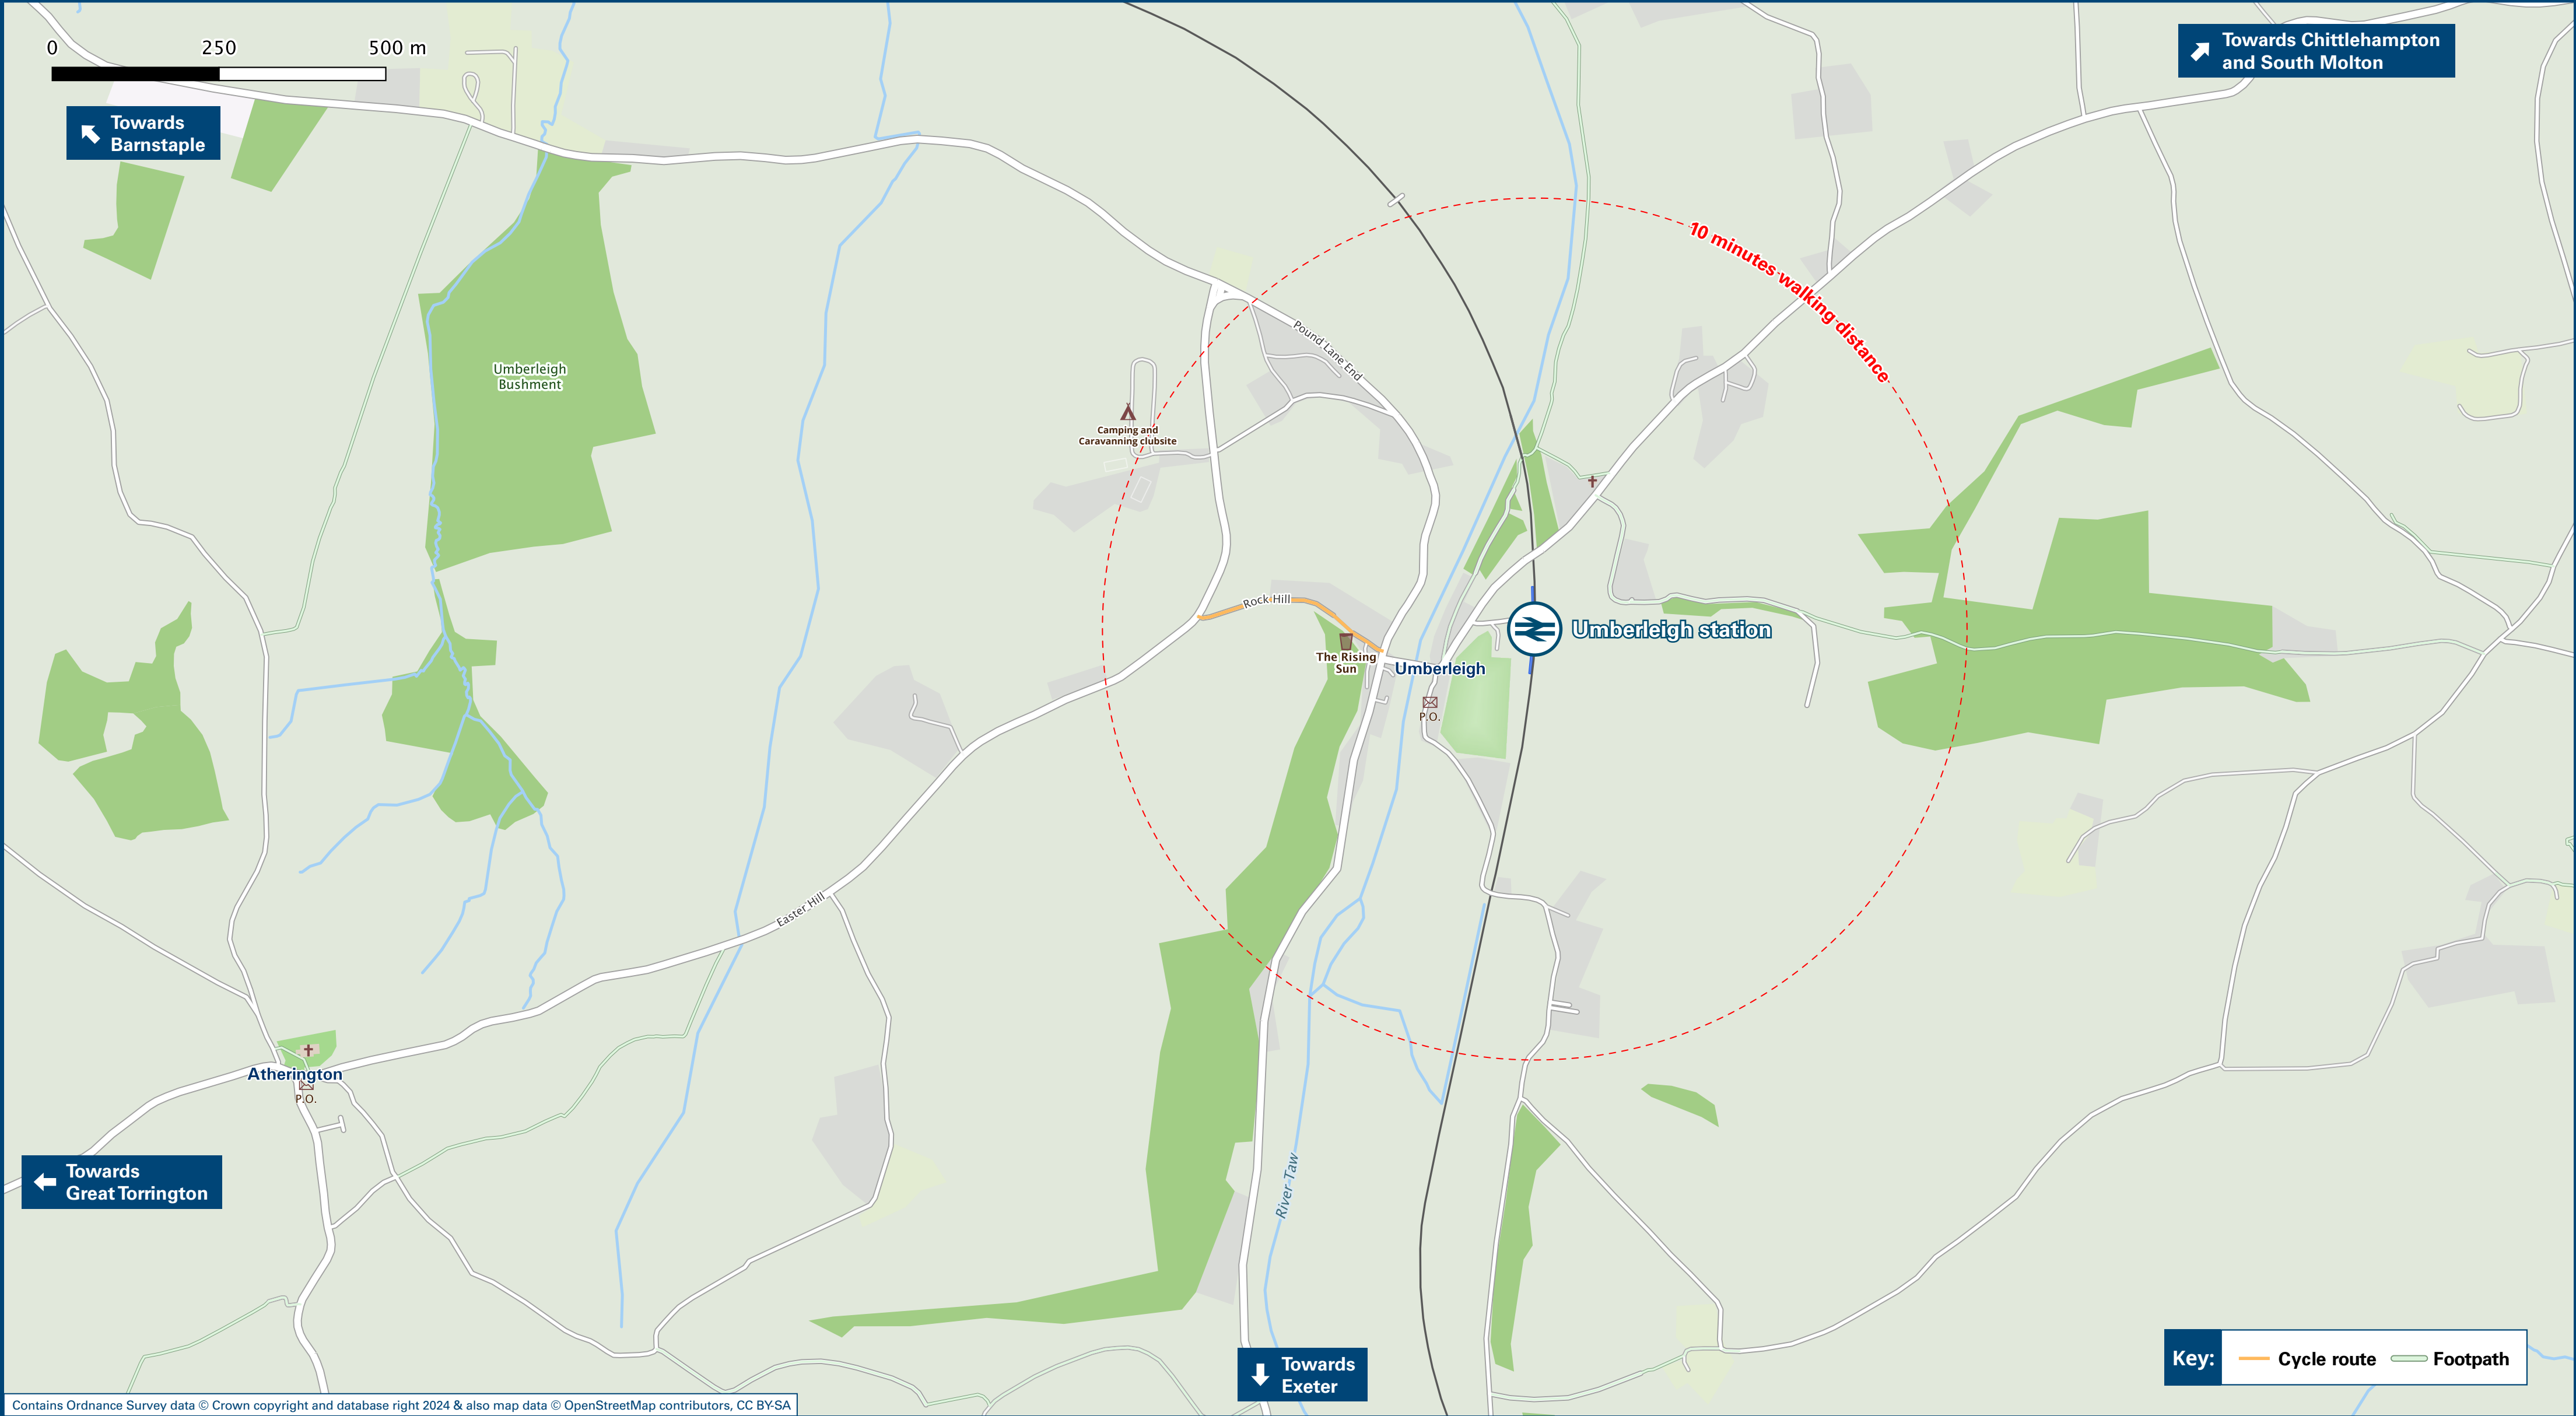 0 250 500 m
Towards
Barnstaple
Towards Chittlehampton
and South Molton
10 minutes walking distance
Pound Lane End
Umberleigh
Bushment
Camping and
Caravanning clubsite
Rock Hill
The Rising
Sun
Umberleigh
Umberleigh station
P.O.
Easter Hill
Atherington
P.O.
Towards
Great Torrington
River Taw
Towards
Exeter
Key: Cycle route Footpath
Contains Ordnance Survey data © Crown copyright and database right 2024 & also map data © OpenStreetMap contributors, CC BY-SA